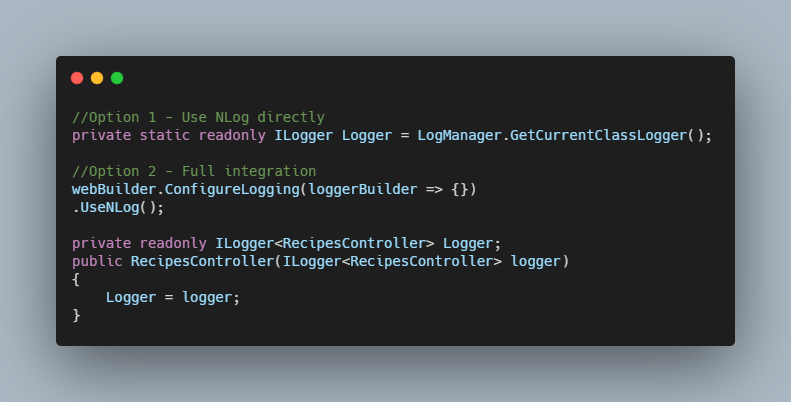 //Option 1 - Use NLog directly
private static readonly ILogger Logger = LogManager.GetCurrentClassLogger();
//Option 2 - Full integration
webBuilder.ConfigureLogging(loggerBuilder => {})
.UseNLog();
private readonly ILogger<RecipesController> Logger;
public RecipesController(ILogger<RecipesController> logger)
{
    Logger = logger;
}